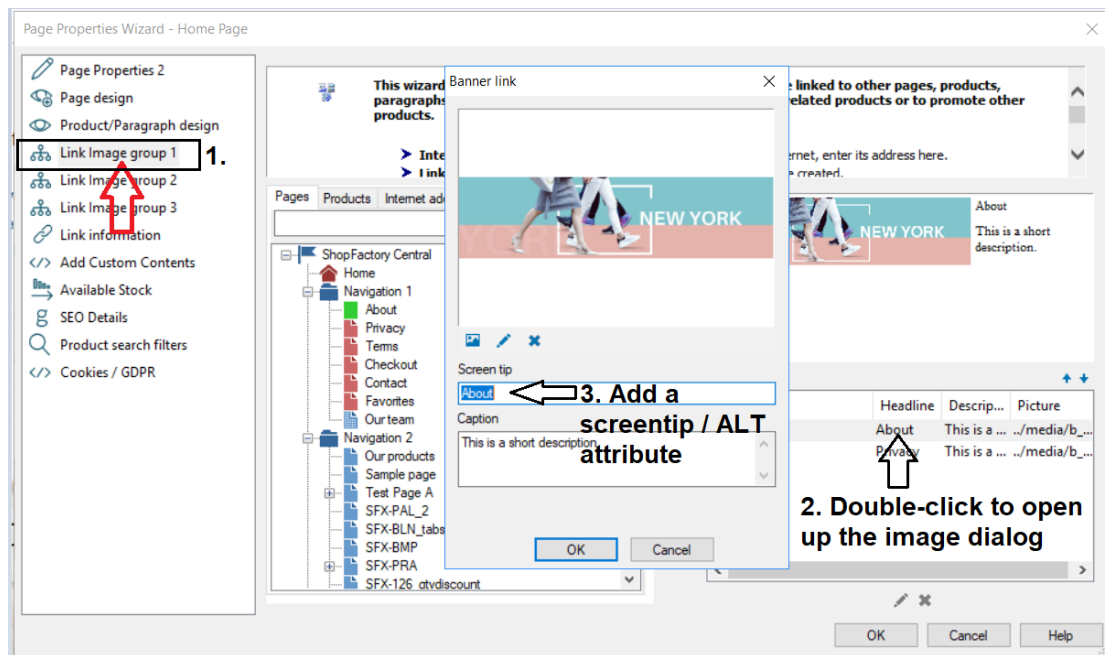 Page Properties Wizard - Home Page
Page Properties 2
Page design
Product/Paragraph design
Link Image group 1
1.
Link Image group 2
Link Image group 3
Link information
Add Custom Contents
Available Stock
SEO Details
Product search filters
Cookies / GDPR
This wizard
paragraphs
products.
Inte
Link
linked to other pages, products,
elated products or to promote other
ernet, enter its address here.
created.
Pages Products Internet ad
ShopFactory Central
Home
Navigation 1
About
Privacy
Terms
Checkout
Contact
Favorites
Our team
Navigation 2
Our products
Sample page
Test Page A
SFX-PAL_2
SFX-BLN_tabs
SFX-BMP
SFX-PRA
SFX-126_qtydiscount
Banner link
YORK
NEW YORK
Screen tip
About
Caption
This is a short description.
OK Cancel
3. Add a
screentip / ALT
attribute
NEW YORK
About
This is a short
description.
Headline Descrip... Picture
About This is a ... ../media/b_...
Privacy This is a ... ../media/b_...
2. Double-click to open
up the image dialog
OK Cancel Help